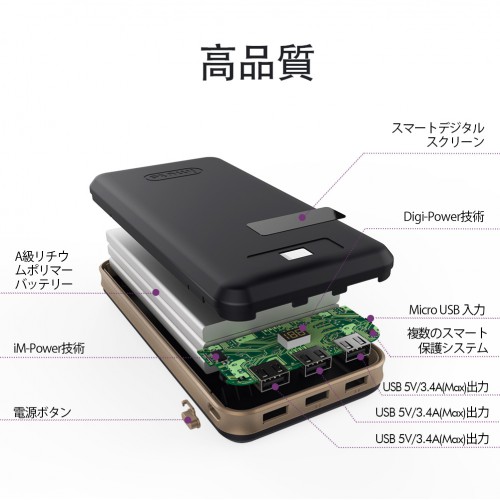 高品質
スマートデジタル
スクリーン
Digi-Power技術
A級リチウ
ムポリマー
バッテリー
Micro USB 入力
複数のスマート
保護システム
iM-Power技術
USB 5V/3.4A(Max)出力
電源ボタン
USB 5V/3.4A(Max)出力
USB 5V/3.4A(Max)出力